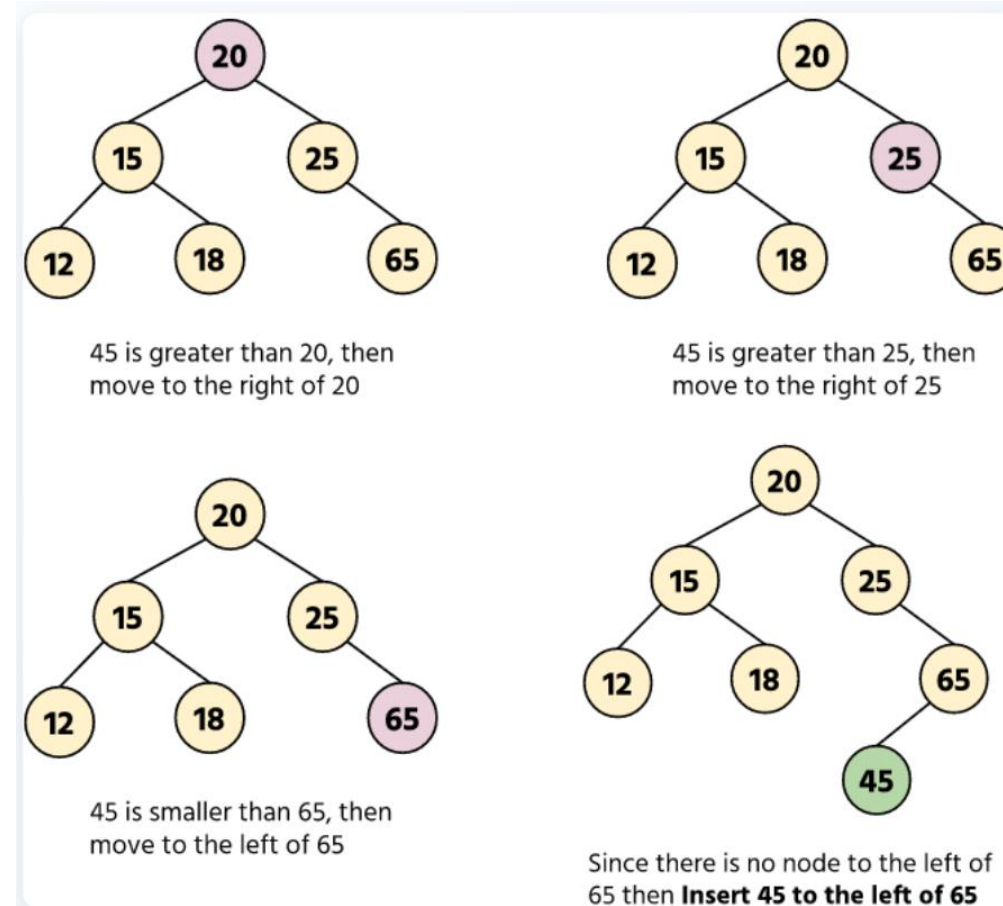 20
15 25
12 18 65
45 is greater than 20, then
move to the right of 20
20
15 25
12 18 65
45 is greater than 25, then
move to the right of 25
20
15 25
12 18 65
45 is smaller than 65, then
move to the left of 65
20
15 25
12 18 65
45
Since there is no node to the left of
65 then Insert 45 to the left of 65